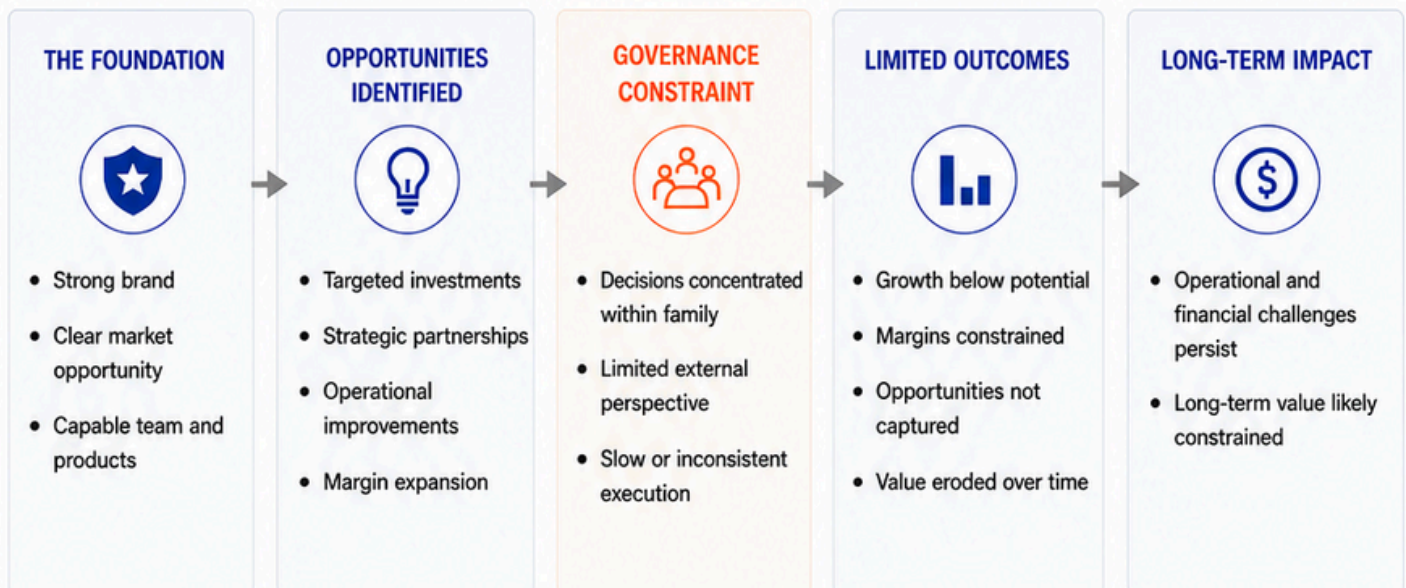 THE FOUNDATION
• Strong brand
• Clear market
opportunity
• Capable team and
products
OPPORTUNITIES
IDENTIFIED
• Targeted investments
• Strategic partnerships
• Operational
improvements
• Margin expansion
GOVERNANCE
CONSTRAINT
• Decisions concentrated
within family
• Limited external
perspective
• Slow or inconsistent
execution
LIMITED OUTCOMES
• Growth below potential
• Margins constrained
• Opportunities not
captured
• Value eroded over time
LONG-TERM IMPACT
$
• Operational and
financial challenges
persist
• Long-term value likely
constrained